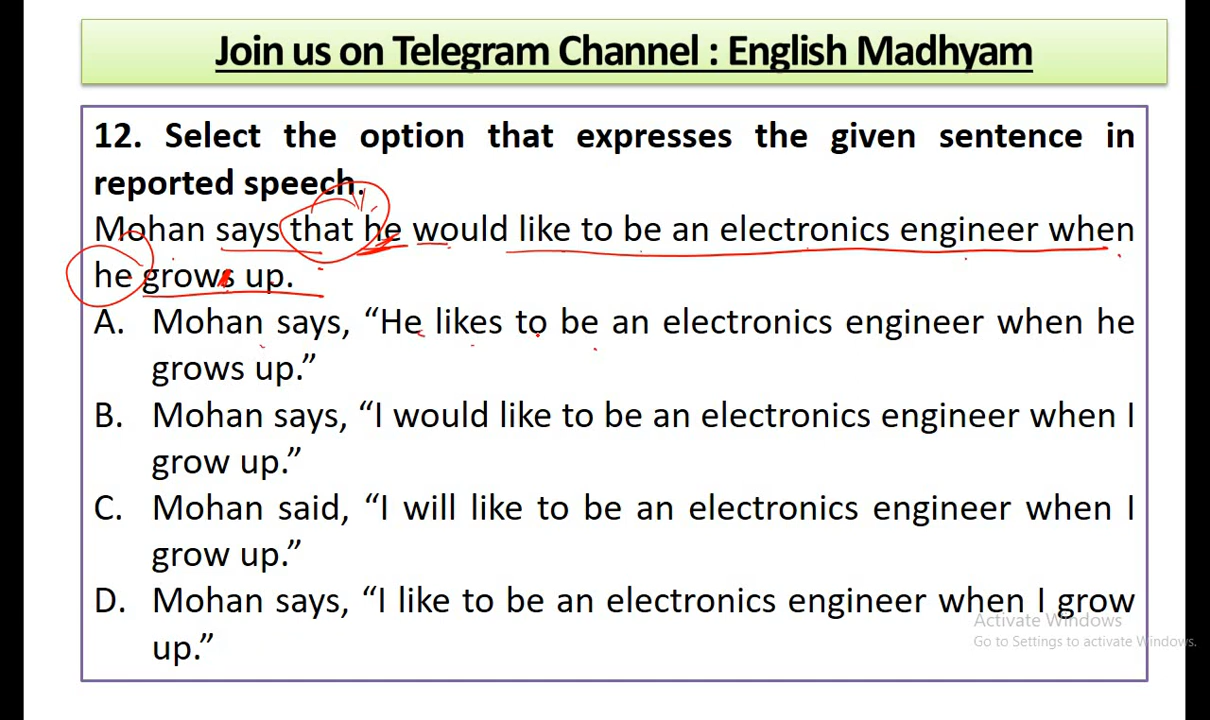 Join us on Telegram Channel : English Madhyam
12. Select the option that expresses the given sentence in
reported speech.
Mohan says that he would like to be an electronics engineer when
he grows up.
A. Mohan says, “He likes to be an electronics engineer when he
grows up.”
B. Mohan says, “I would like to be an electronics engineer when I
grow up.”
C. Mohan said, “I will like to be an electronics engineer when I
grow up.”
D. Mohan says, “I like to be an electronics engineer when I grow
up.”
Activate Windows
Go to Settings to activate Windows.